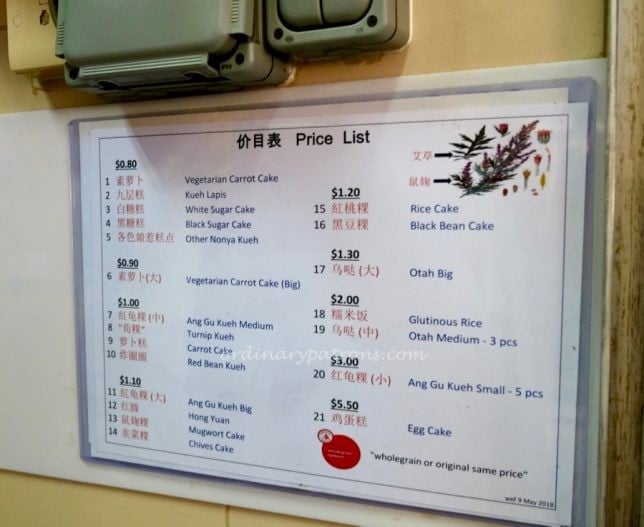 价目表 Price List
$0.80
1 素萝卜 Vegetarian Carrot Cake
2 九层糕 Kueh Lapis
3 白糖糕 White Sugar Cake
4 黑糖糕 Black Sugar Cake
5 各色娘惹糕点 Other Nonya Kueh
$0.90
6 素萝卜(大) Vegetarian Carrot Cake (Big)
$1.00
7 紅龟粿(中) Ang Gu Kueh Medium
8 "荀粿" Turnip Kueh
9 萝卜糕 Carrot Cake
10 炸圈圈 Red Bean Kueh
$1.10
11 紅龟粿(大) Ang Gu Kueh Big
12 红圆 Hong Yuan
13 鼠麹粿 Mugwort Cake
14 韭菜粿 Chives Cake
艾草
鼠麹
$1.20
15 紅桃粿 Rice Cake
16 黑豆粿 Black Bean Cake
$1.30
17 乌哒(大) Otah Big
$2.00
18 糯米饭 Glutinous Rice
19 乌哒(中) Otah Medium - 3 pcs
$3.00
20 红龟粿(小) Ang Gu Kueh Small - 5 pcs
$5.50
21 鸡蛋糕 Egg Cake
"wholegrain or original same price"
wef 9 May 2018
ordinarypatrons.com